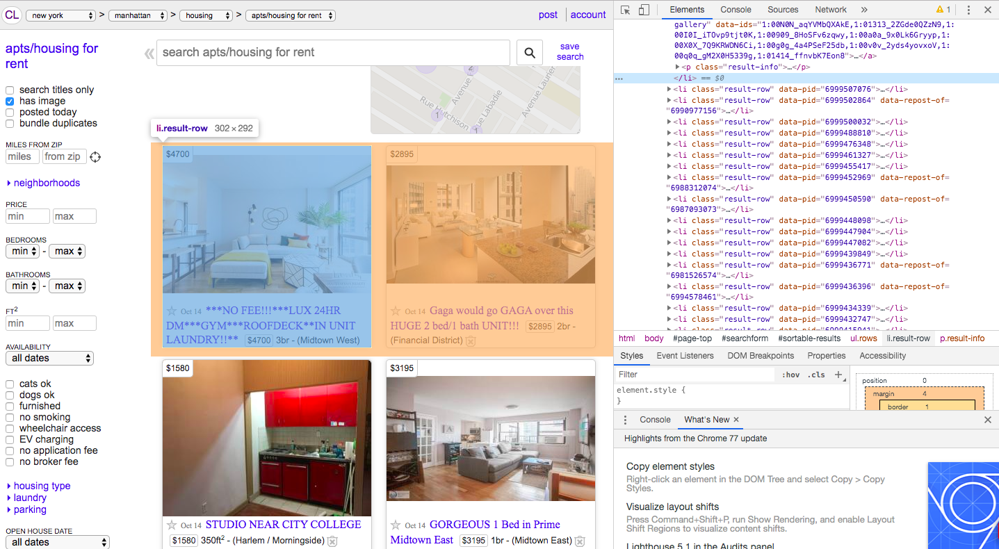 CL new york > manhattan > housing > apts/housing for rent post account
apts/housing for
rent
search titles only
has image
posted today
bundle duplicates
MILES FROM ZIP
miles from zip
neighborhoods
PRICE
min max
BEDROOMS
min - max
BATHROOMS
min - max
FT2
min max
AVAILABILITY
all dates
cats ok
dogs ok
furnished
no smoking
wheelchair access
EV charging
no application fee
no broker fee
housing type
laundry
parking
OPEN HOUSE DATE
all dates
« search apts/housing for rent
save
search
Rue Hutchison
Rue Labadie
1
1
2
li.result-row 302 × 292
$4700
Oct 14 ***NO FEE!!!***LUX 24HR
DM***GYM***ROOFDECK**IN UNIT
LAUNDRY!!** $4700 3br - (Midtown West)
$2895
Oct 14 Gaga would go GAGA over this
HUGE 2 bed/1 bath UNIT!!! $2895 2br -
(Financial District)
$1580
Oct 14 STUDIO NEAR CITY COLLEGE
$1580 350ft2 - (Harlem / Morningside)
$3195
Oct 14 GORGEOUS 1 Bed in Prime
Midtown East $3195 1br - (Midtown East)
Elements Console Sources Network » 1
gallery" data-ids="1:00N0N_aqYVMbQXAkE,1:01313_2ZGde0QZzN9,1:
00I0I_iTOvp9tjt0K,1:00909_8HoSFv6zqwy,1:00a0a_9x0Lk6Gryyp,1:
00X0X_7Q9KRWDN6Ci,1:00g0g_4a4PSeF25db,1:00v0v_2yds4yovxoV,1:
00q0q_gM2X0H5339g,1:01414_ffnvbK7Eon8">…</a>
<p class="result-info">…</p>
… </li> == $0
<li class="result-row" data-pid="6999507076">…</li>
<li class="result-row" data-pid="6999502864" data-repost-of=
"6990977156">…</li>
<li class="result-row" data-pid="6999500032">…</li>
<li class="result-row" data-pid="6999488810">…</li>
<li class="result-row" data-pid="6999476348">…</li>
<li class="result-row" data-pid="6999461327">…</li>
<li class="result-row" data-pid="6999455417">…</li>
<li class="result-row" data-pid="6999452969" data-repost-of=
"6988312074">…</li>
<li class="result-row" data-pid="6999450590" data-repost-of=
"6987093073">…</li>
<li class="result-row" data-pid="6999448098">…</li>
<li class="result-row" data-pid="6999447904">…</li>
<li class="result-row" data-pid="6999447082">…</li>
<li class="result-row" data-pid="6999439849">…</li>
<li class="result-row" data-pid="6999436771" data-repost-of=
"6981526574">…</li>
<li class="result-row" data-pid="6999436396" data-repost-of=
"6994578461">…</li>
<li class="result-row" data-pid="6999434339">…</li>
<li class="result-row" data-pid="6999432747">…</li>
html body #page-top #searchform #sortable-results ul.rows li.result-row p.result-info
Styles Event Listeners DOM Breakpoints Properties Accessibility
Filter :hov .cls +
element.style {
}
position 0
margin 4
border 1
Console What's New ×
Highlights from the Chrome 77 update
Copy element styles
Right-click an element in the DOM Tree and select Copy > Copy
Styles.
Visualize layout shifts
Press Command+Shift+P, run Show Rendering, and enable Layout
Shift Regions to visualize content shifts.
Lighthouse 5.1 in the Audits panel